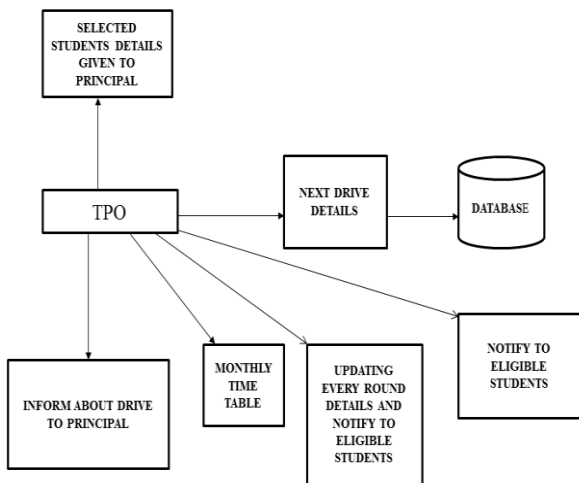 SELECTED
STUDENTS DETAILS
GIVEN TO
PRINCIPAL
TPO
NEXT DRIVE
DETAILS
DATABASE
INFORM ABOUT DRIVE
TO PRINCIPAL
MONTHLY
TIME
TABLE
UPDATING
EVERY ROUND
DETAILS AND
NOTIFY TO
ELIGIBLE
STUDENTS
NOTIFY TO
ELIGIBLE
STUDENTS